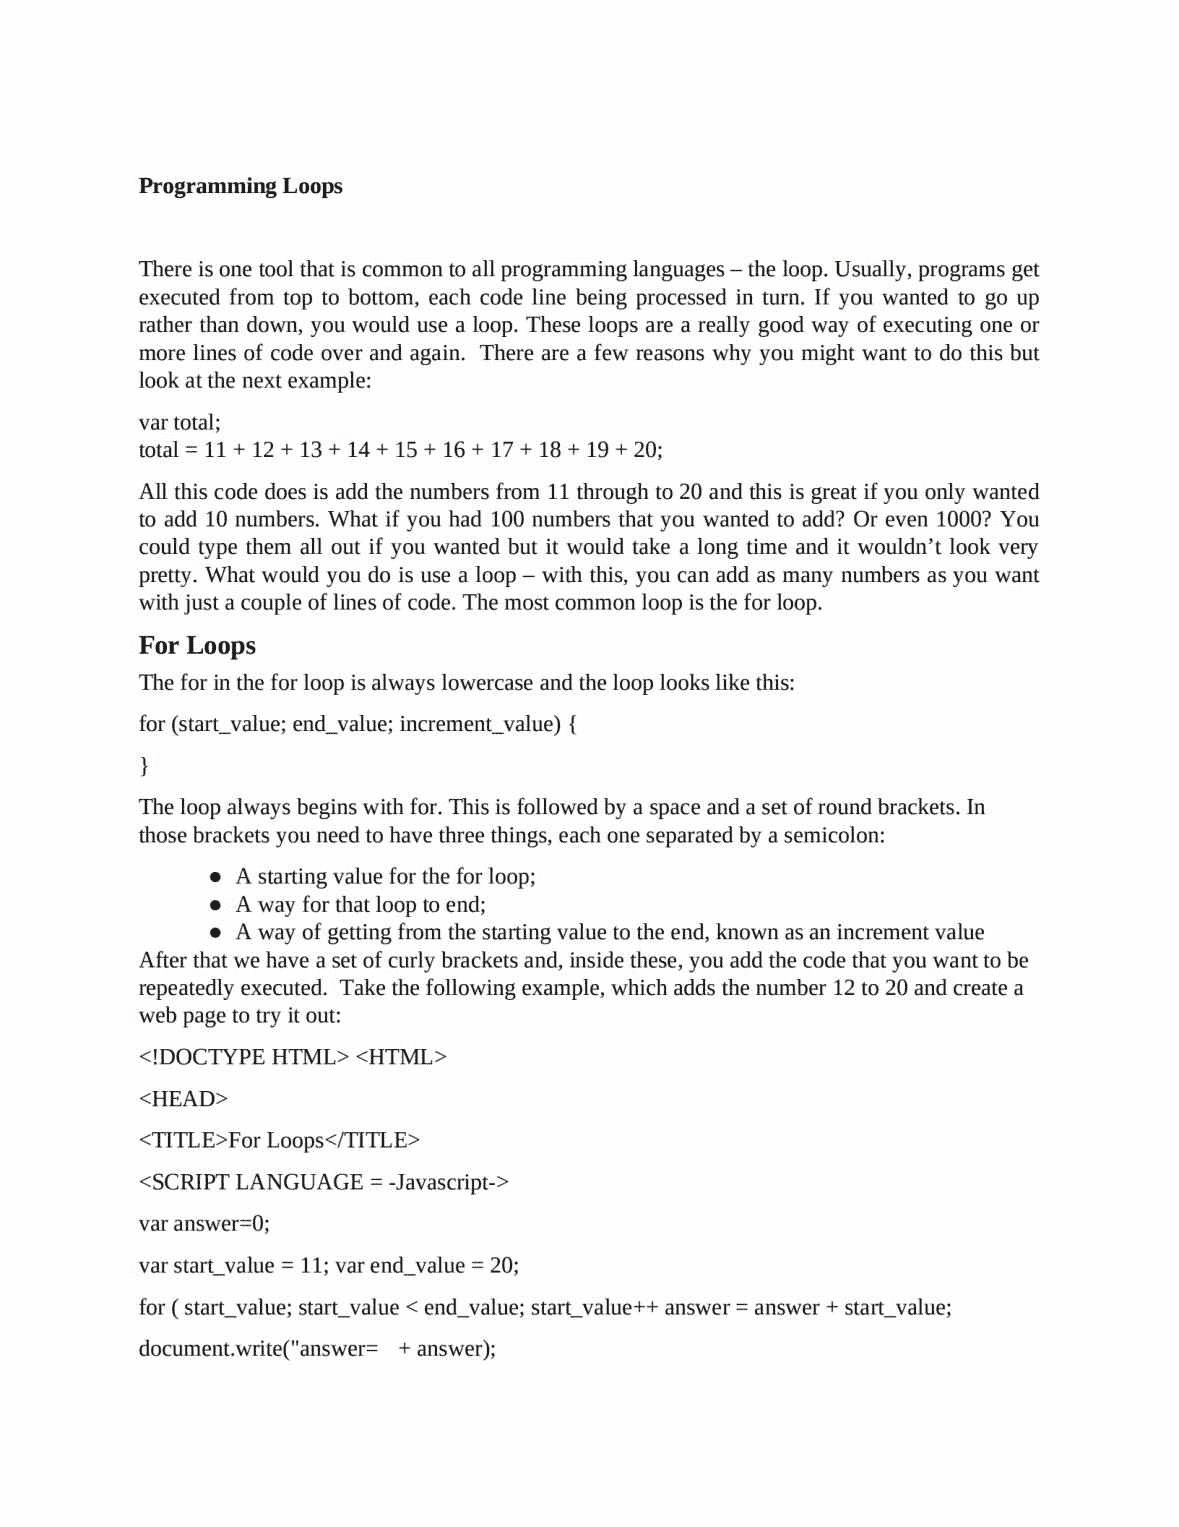 Programming Loops
There is one tool that is common to all programming languages – the loop. Usually, programs get
executed from top to bottom, each code line being processed in turn. If you wanted to go up
rather than down, you would use a loop. These loops are a really good way of executing one or
more lines of code over and again.  There are a few reasons why you might want to do this but
look at the next example:
var total;
total = 11 + 12 + 13 + 14 + 15 + 16 + 17 + 18 + 19 + 20;
All this code does is add the numbers from 11 through to 20 and this is great if you only wanted
to add 10 numbers. What if you had 100 numbers that you wanted to add? Or even 1000? You
could type them all out if you wanted but it would take a long time and it wouldn’t look very
pretty. What would you do is use a loop – with this, you can add as many numbers as you want
with just a couple of lines of code. The most common loop is the for loop.
For Loops
The for in the for loop is always lowercase and the loop looks like this:
for (start_value; end_value; increment_value) {
}
The loop always begins with for. This is followed by a space and a set of round brackets. In
those brackets you need to have three things, each one separated by a semicolon:
● A starting value for the for loop;
● A way for that loop to end;
● A way of getting from the starting value to the end, known as an increment value
After that we have a set of curly brackets and, inside these, you add the code that you want to be
repeatedly executed.  Take the following example, which adds the number 12 to 20 and create a
web page to try it out:
<!DOCTYPE HTML> <HTML>
<HEAD>
<TITLE>For Loops</TITLE>
<SCRIPT LANGUAGE = -Javascript->
var answer=0;
var start_value = 11; var end_value = 20;
for ( start_value; start_value < end_value; start_value++ answer = answer + start_value;
document.write("answer=   + answer);